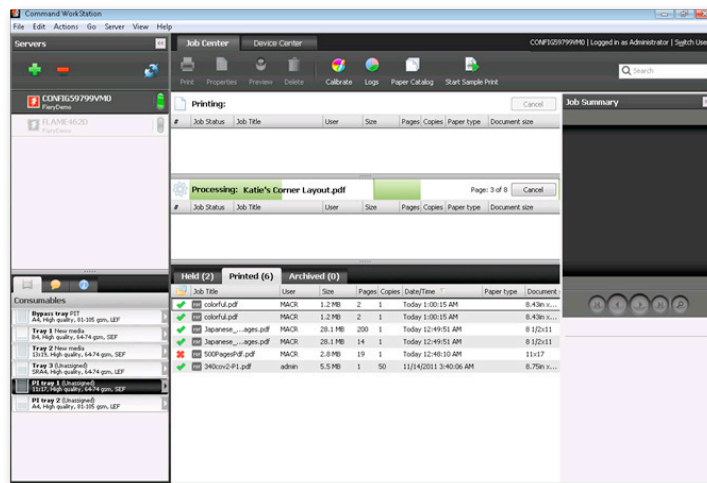 Command WorkStation
File Edit Actions Go Server View Help
Servers
Job Center Device Center
CONFIG59799VM0 | Logged in as Administrator | Switch User
Print Properties Preview Delete Calibrate Logs Paper Catalog Start Sample Print
Search
CONFIG59799VM0
FieryDemo
FLAME462D
FieryDemo
Printing: Cancel
# Job Status Job Title User Size Pages Copies Paper type Document size
Job Summary
Processing: Katie's Corner Layout.pdf Page: 3 of 8 Cancel
# Job Status Job Title User Size Pages Copies Paper type Document size
Held (2) Printed (6) Archived (0)
Job Title User Size Pages Copies Date/Time Paper type Document
colorful.pdf MACR 1.2 MB 2 1 Today 1:00:15 AM 8.43in x...
colorful.pdf MACR 1.2 MB 2 1 Today 1:00:15 AM 8.43in x...
Japanese_...ages.pdf MACR 28.1 MB 200 1 Today 12:49:51 AM 8 1/2x11
Japanese_...ages.pdf MACR 28.1 MB 14 1 Today 12:49:51 AM 8 1/2x11
500PagesPdf.pdf MACR 2.8 MB 19 1 Today 12:48:10 AM 11x17
340cov2-P1.pdf admin 5.5 MB 1 50 11/14/2011 3:40:06 AM 8.75in x...
Consumables
Bypass tray PIT
A4, High quality, 81-105 gsm, LEF
Tray 1 New media
B4, High quality, 64-74 gsm, SEF
Tray 2 New media
13x19, High quality, 64-74 gsm, SEF
Tray 3 (Unassigned)
SRA4, High quality, 64-74 gsm, LEF
PI tray 1 (Unassigned)
11x17, High quality, 64-74 gsm, SEF
PI tray 2 (Unassigned)
A4, High quality, 81-105 gsm, LEF